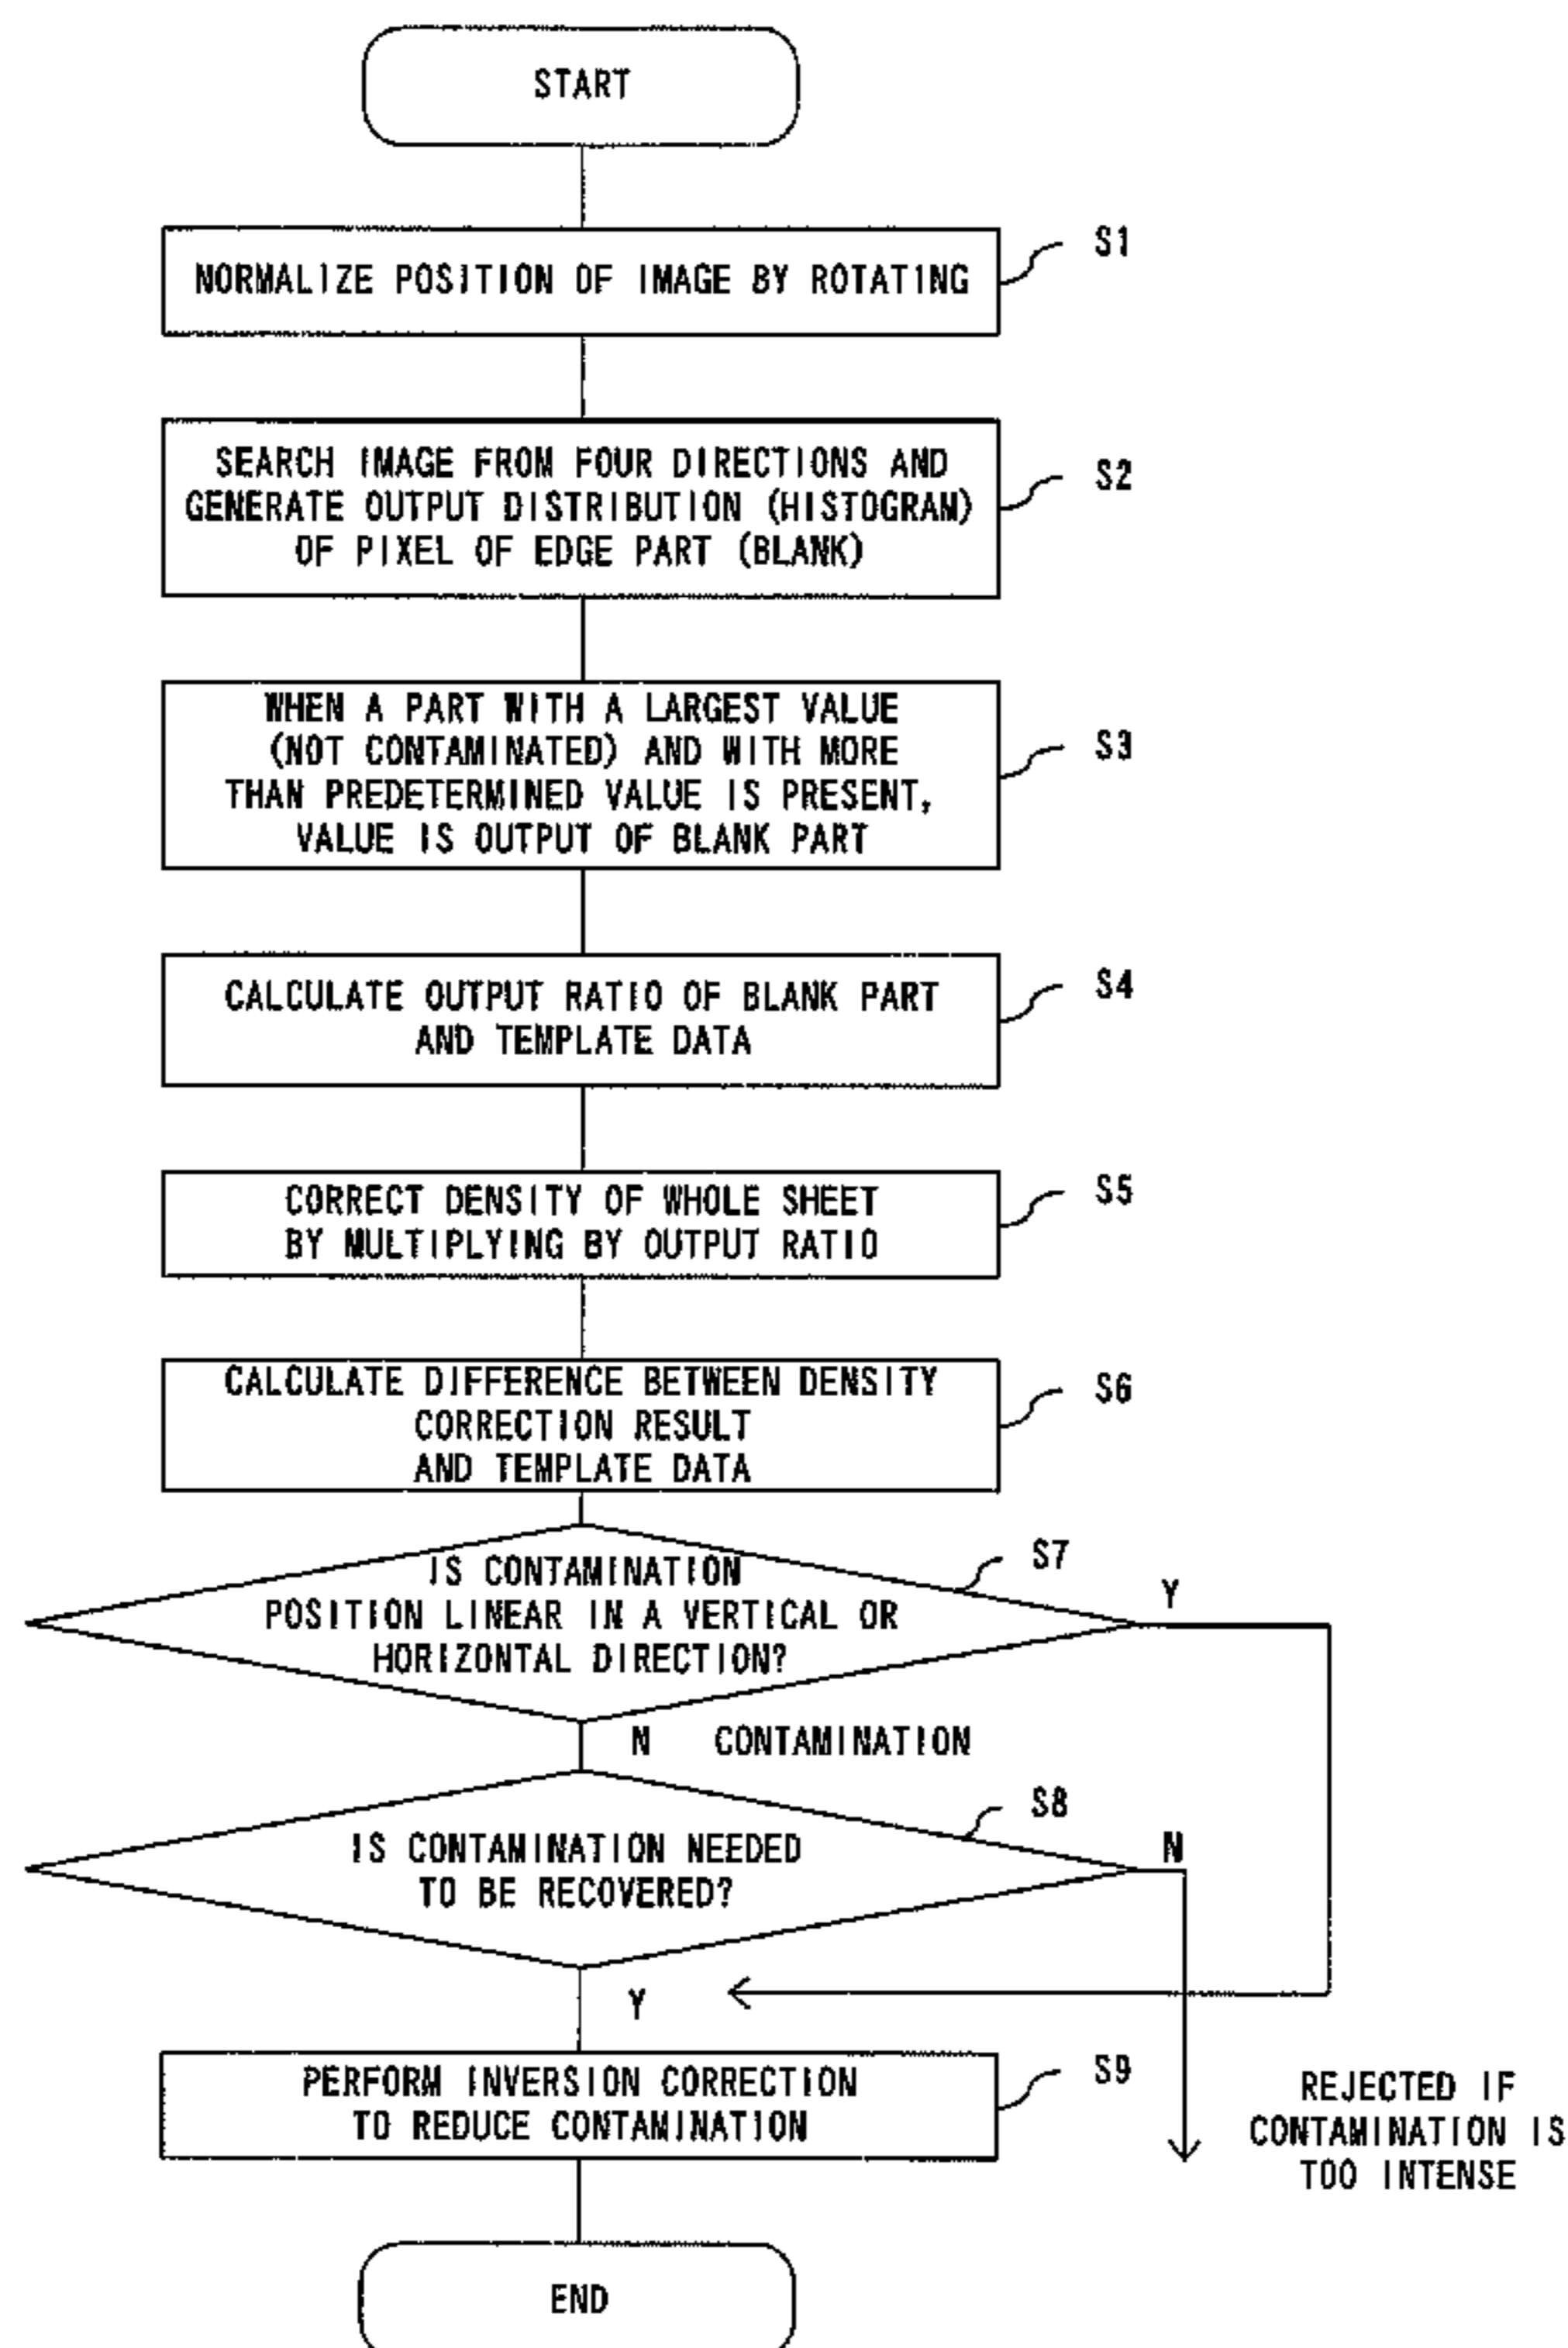 START
S1
NORMALIZE POSITION OF IMAGE BY ROTATING
S2
SEARCH IMAGE FROM FOUR DIRECTIONS AND
GENERATE OUTPUT DISTRIBUTION (HISTOGRAM)
OF PIXEL OF EDGE PART (BLANK)
S3
WHEN A PART WITH A LARGEST VALUE
(NOT CONTAMINATED) AND WITH MORE
THAN PREDETERMINED VALUE IS PRESENT,
VALUE IS OUTPUT OF BLANK PART
S4
CALCULATE OUTPUT RATIO OF BLANK PART
AND TEMPLATE DATA
S5
CORRECT DENSITY OF WHOLE SHEET
BY MULTIPLYING BY OUTPUT RATIO
S6
CALCULATE DIFFERENCE BETWEEN DENSITY
CORRECTION RESULT
AND TEMPLATE DATA
S7
IS CONTAMINATION
POSITION LINEAR IN A VERTICAL OR
HORIZONTAL DIRECTION?
Y
N CONTAMINATION
S8
IS CONTAMINATION NEEDED
TO BE RECOVERED?
N
Y
S9
PERFORM INVERSION CORRECTION
TO REDUCE CONTAMINATION
REJECTED IF
CONTAMINATION IS
TOO INTENSE
END